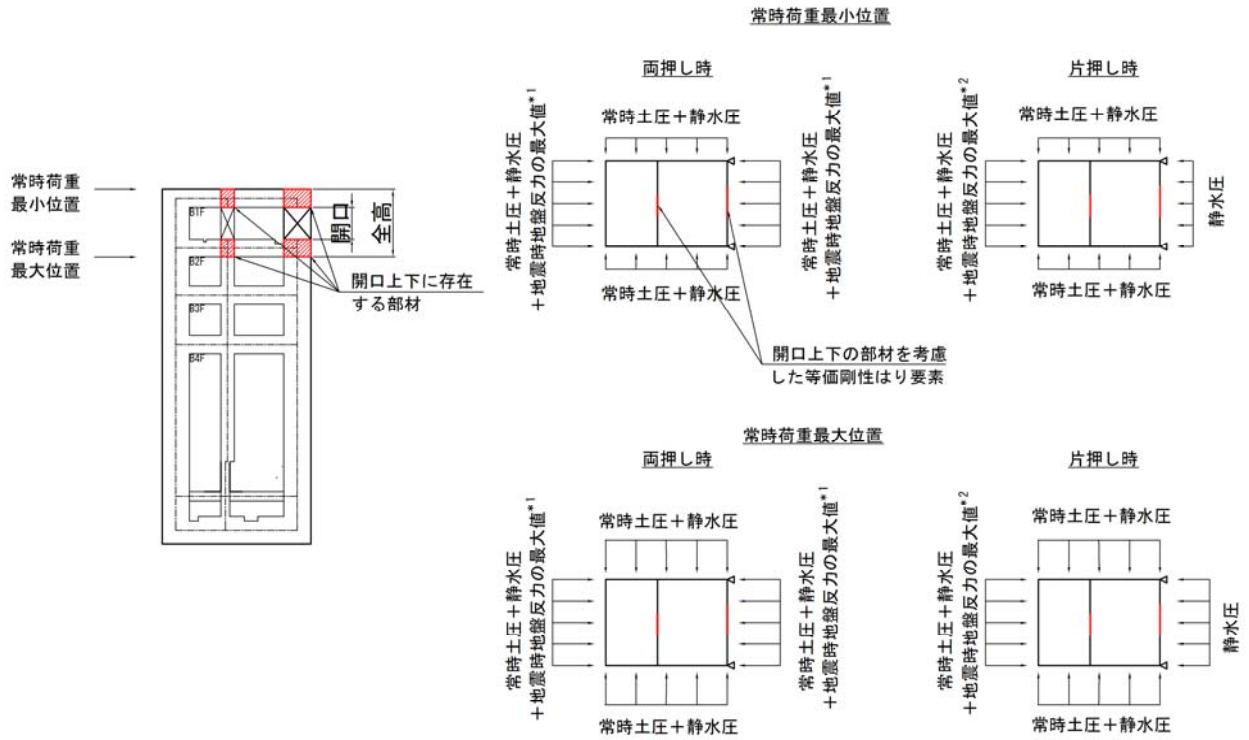 常時荷重最小位置
両押し時
片押し時
常時土圧+静水圧
+地震時地盤反力の最大値*1
常時土圧+静水圧
常時土圧+静水圧
+地震時地盤反力の最大値*1
常時土圧+静水圧
+地震時地盤反力の最大値*2
常時土圧+静水圧
静水圧
常時土圧+静水圧
常時土圧+静水圧
常時荷重
最小位置
常時荷重
最大位置
B1F
B2F
B3F
B4F
開口
全高
開口上下に存在
する部材
開口上下の部材を考慮
した等価剛性はり要素
常時荷重最大位置
両押し時
片押し時
常時土圧+静水圧
+地震時地盤反力の最大値*1
常時土圧+静水圧
常時土圧+静水圧
+地震時地盤反力の最大値*1
常時土圧+静水圧
+地震時地盤反力の最大値*2
常時土圧+静水圧
静水圧
常時土圧+静水圧
常時土圧+静水圧